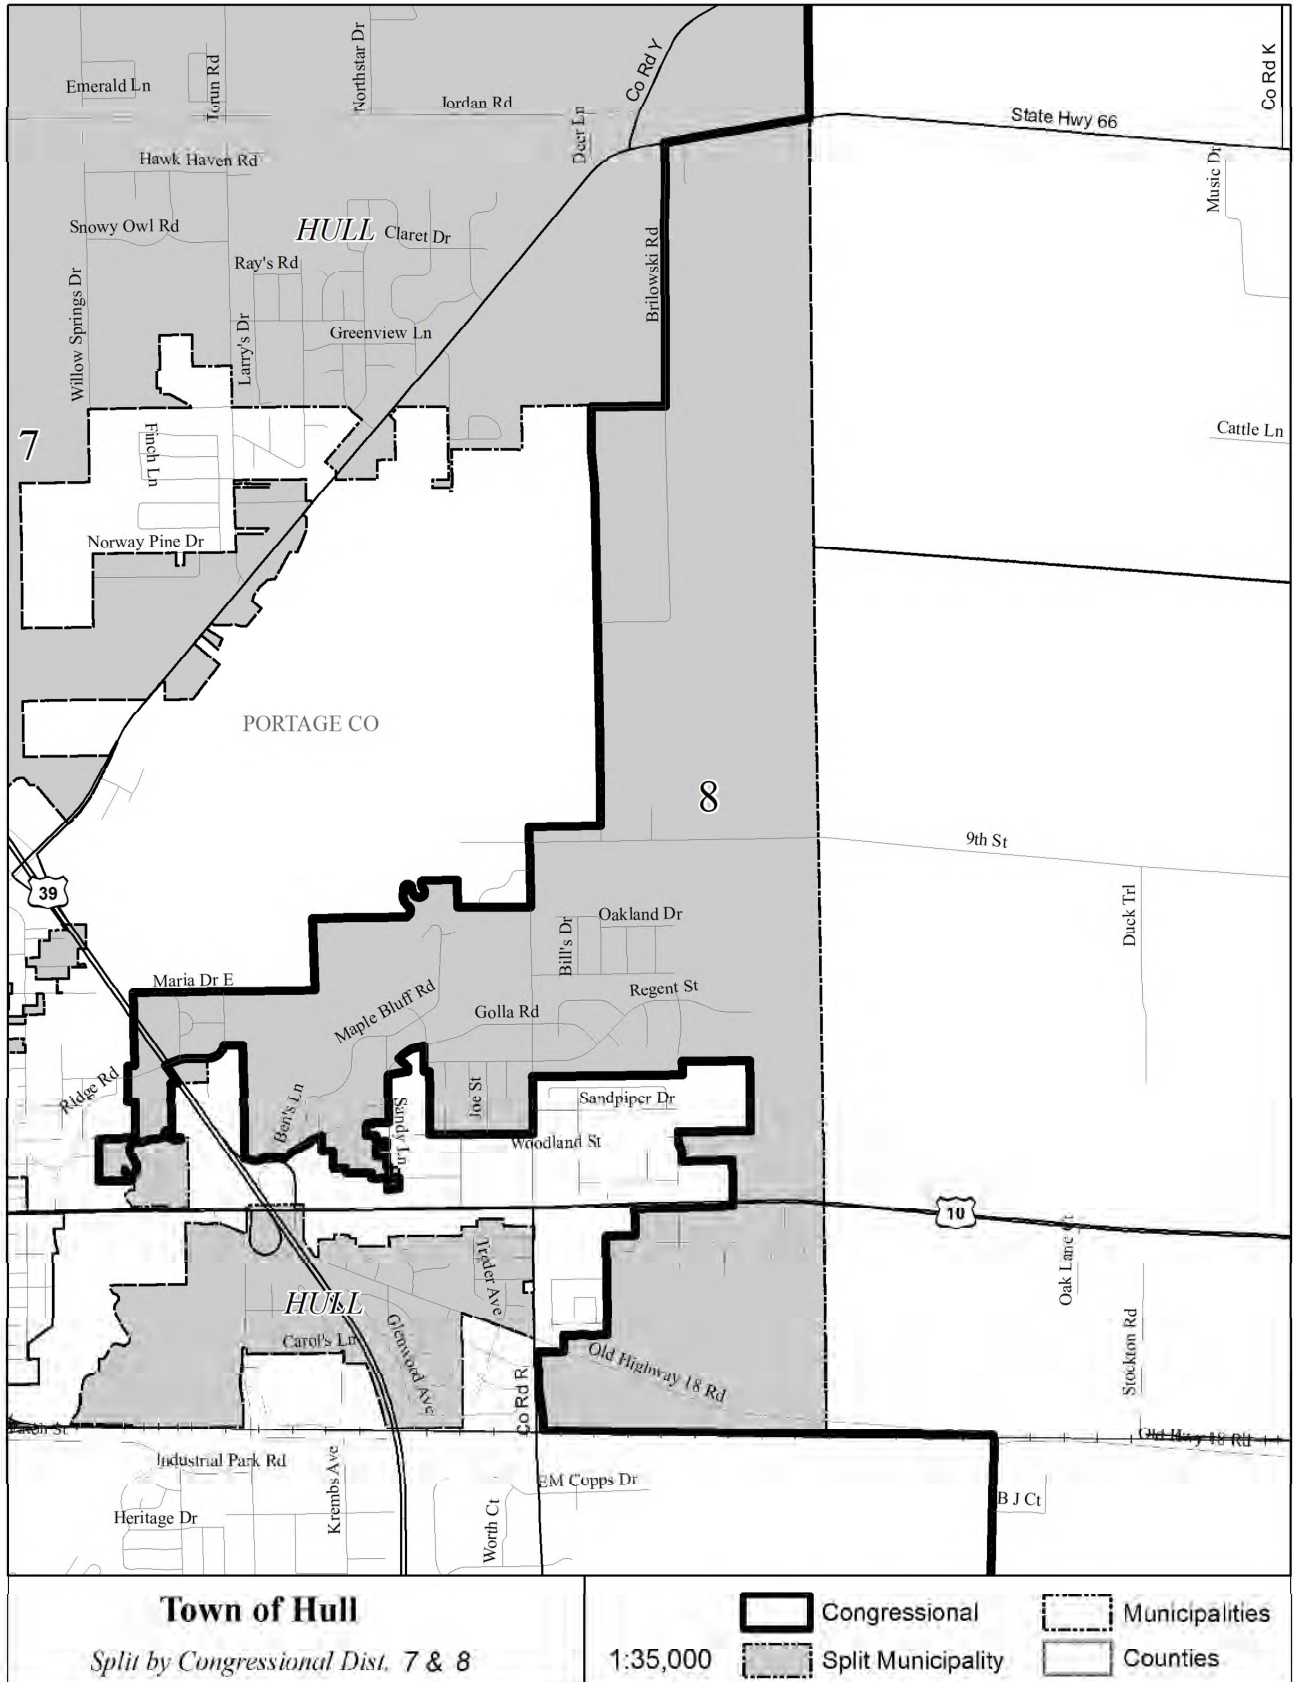 Emerald Ln
Torun Rd
Northstar Dr
Jordan Rd
Deer Ln
Co Rd Y
State Hwy 66
Co Rd K
Hawk Haven Rd
Music Dr
Snowy Owl Rd
HULL
Claret Dr
Ray's Rd
Brilowski Rd
Willow Springs Dr
Larry's Dr
Greenview Ln
7
Finch Ln
Cattle Ln
Norway Pine Dr
PORTAGE CO
8
9th St
39
Oakland Dr
Bill's Dr
Duck Trl
Maria Dr E
Maple Bluff Rd
Regent St
Golla Rd
Ridge Rd
Ben's Ln
Sandy Ln
Joe St
Sandpiper Dr
Woodland St
10
Oak Lane Ct
Trader Ave
HULL
Carol's Ln
Glenwood Ave
Old Highway 18 Rd
Stockton Rd
Co Rd R
Patch St
Old Hwy 18 Rd
Industrial Park Rd
Krembs Ave
EM Copps Dr
B J Ct
Heritage Dr
Worth Ct
Town of Hull
Split by Congressional Dist. 7 & 8
1:35,000
Congressional
Municipalities
Split Municipality
Counties